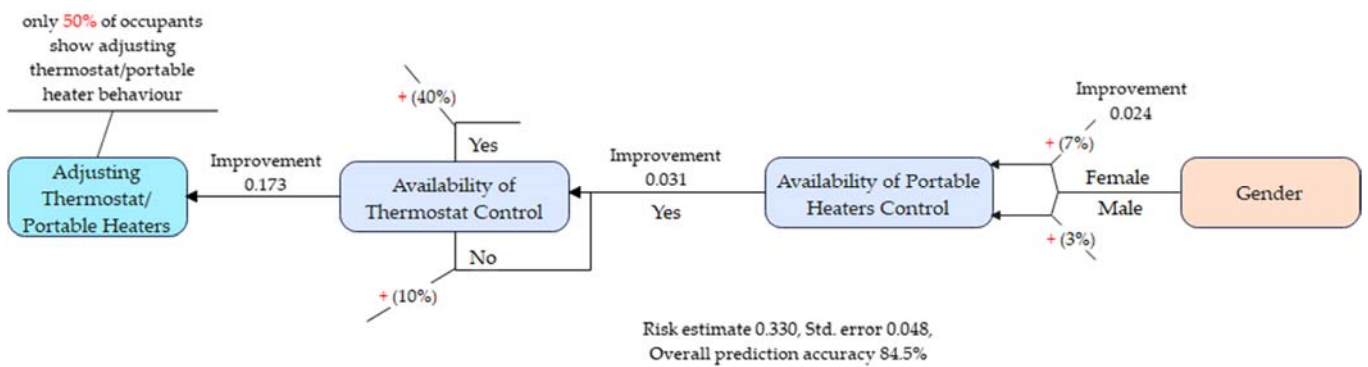 only 50% of occupants
show adjusting
thermostat/portable
heater behaviour
Adjusting
Thermostat/
Portable Heaters
Improvement
0.173
+ (40%)
Yes
Availability of
Thermostat Control
No
+ (10%)
Improvement
0.031
Yes
Availability of Portable
Heaters Control
Improvement
0.024
+ (7%)
Female
Male
+ (3%)
Gender
Risk estimate 0.330, Std. error 0.048,
Overall prediction accuracy 84.5%